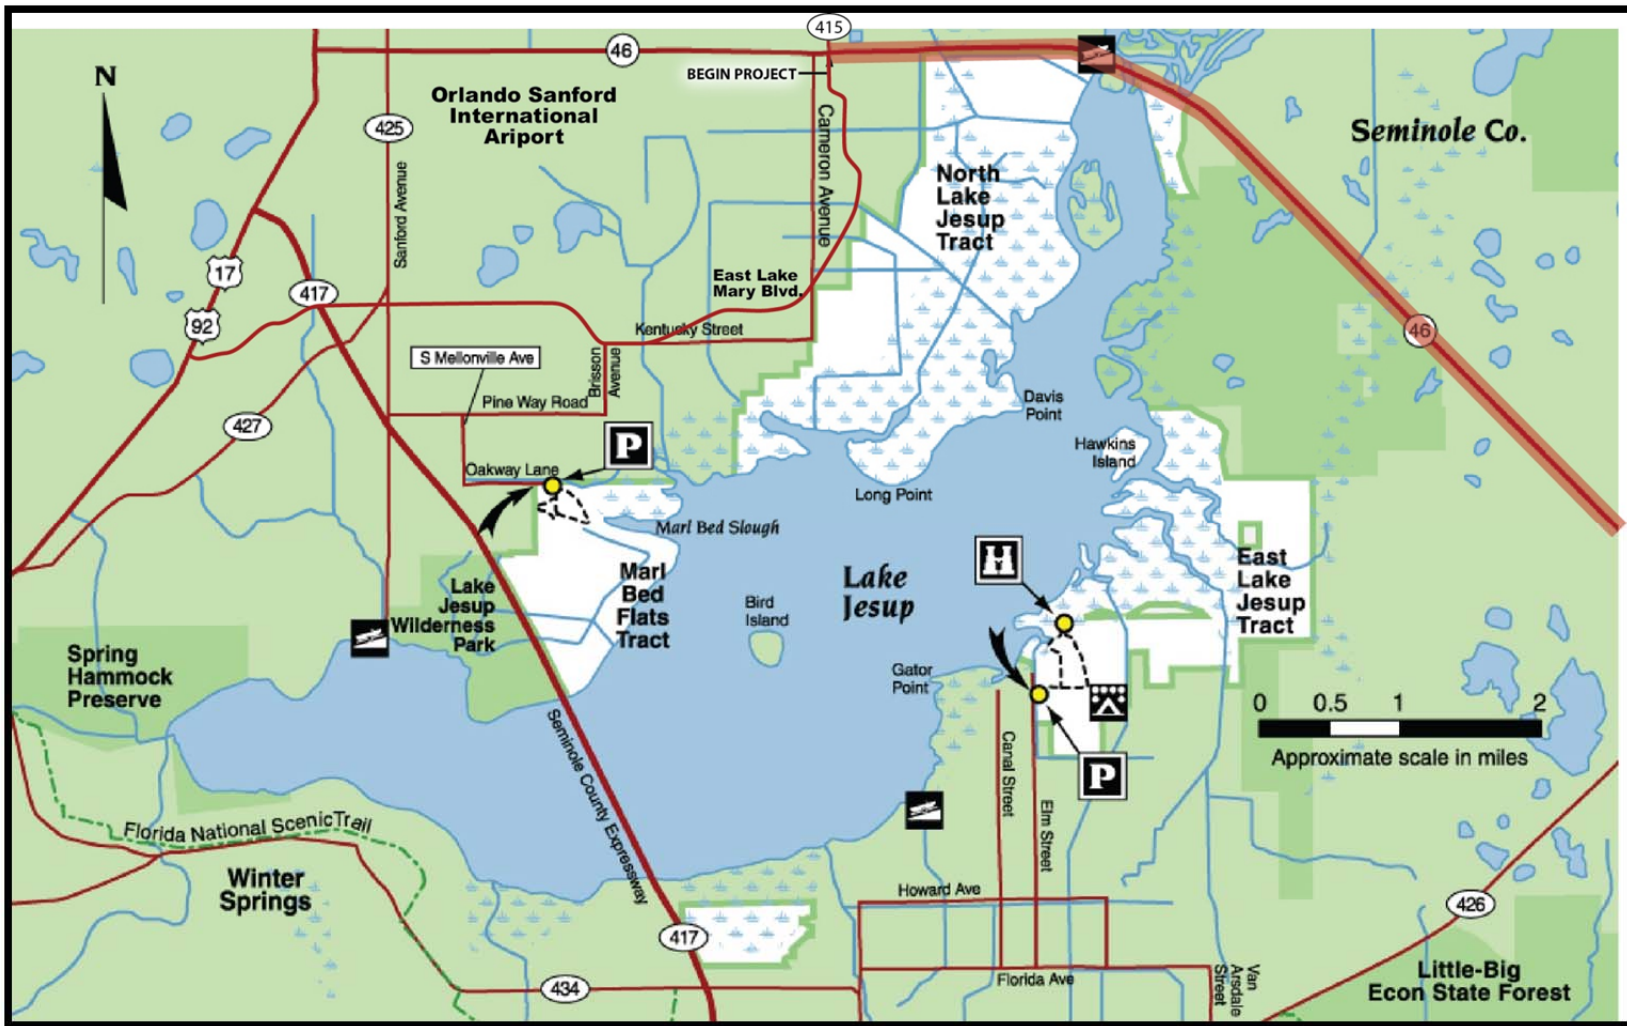 415
46
BEGIN PROJECT
N
Orlando Sanford
International
Ariport
425
Sanford Avenue
Cameron Avenue
Seminole Co.
North
Lake
Jesup
Tract
17
417
92
East Lake
Mary Blvd.
Kentusky Street
46
S Mellonville Ave
Brisson
Avenue
Pine Way Road
427
P
Oakway Lane
Davis
Point
Hawkins
Island
Long Point
Marl Bed Slough
Lake
Jesup
Wilderness
Park
Marl
Bed
Flats
Tract
Bird
Island
Lake
Jesup
East
Lake
Jesup
Tract
Spring
Hammock
Preserve
Gator
Point
0 0.5 1 2
Approximate scale in miles
Seminole County Expressway
Canal Street
P
Elm Street
Florida National ScenicTrail
Winter
Springs
Howard Ave
426
417
434
Florida Ave
Van
Arsdale
Street
Little-Big
Econ State Forest